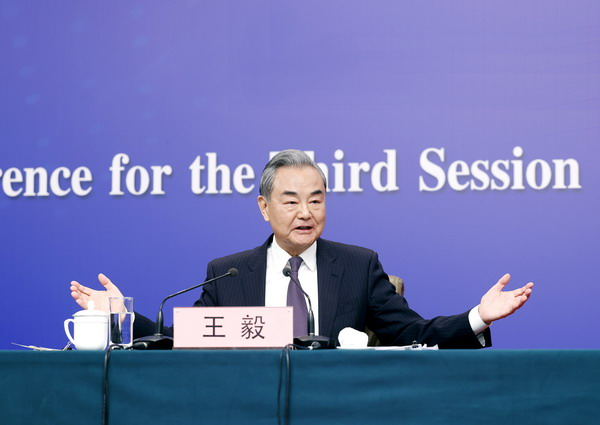 rence for the Third Session
王 毅